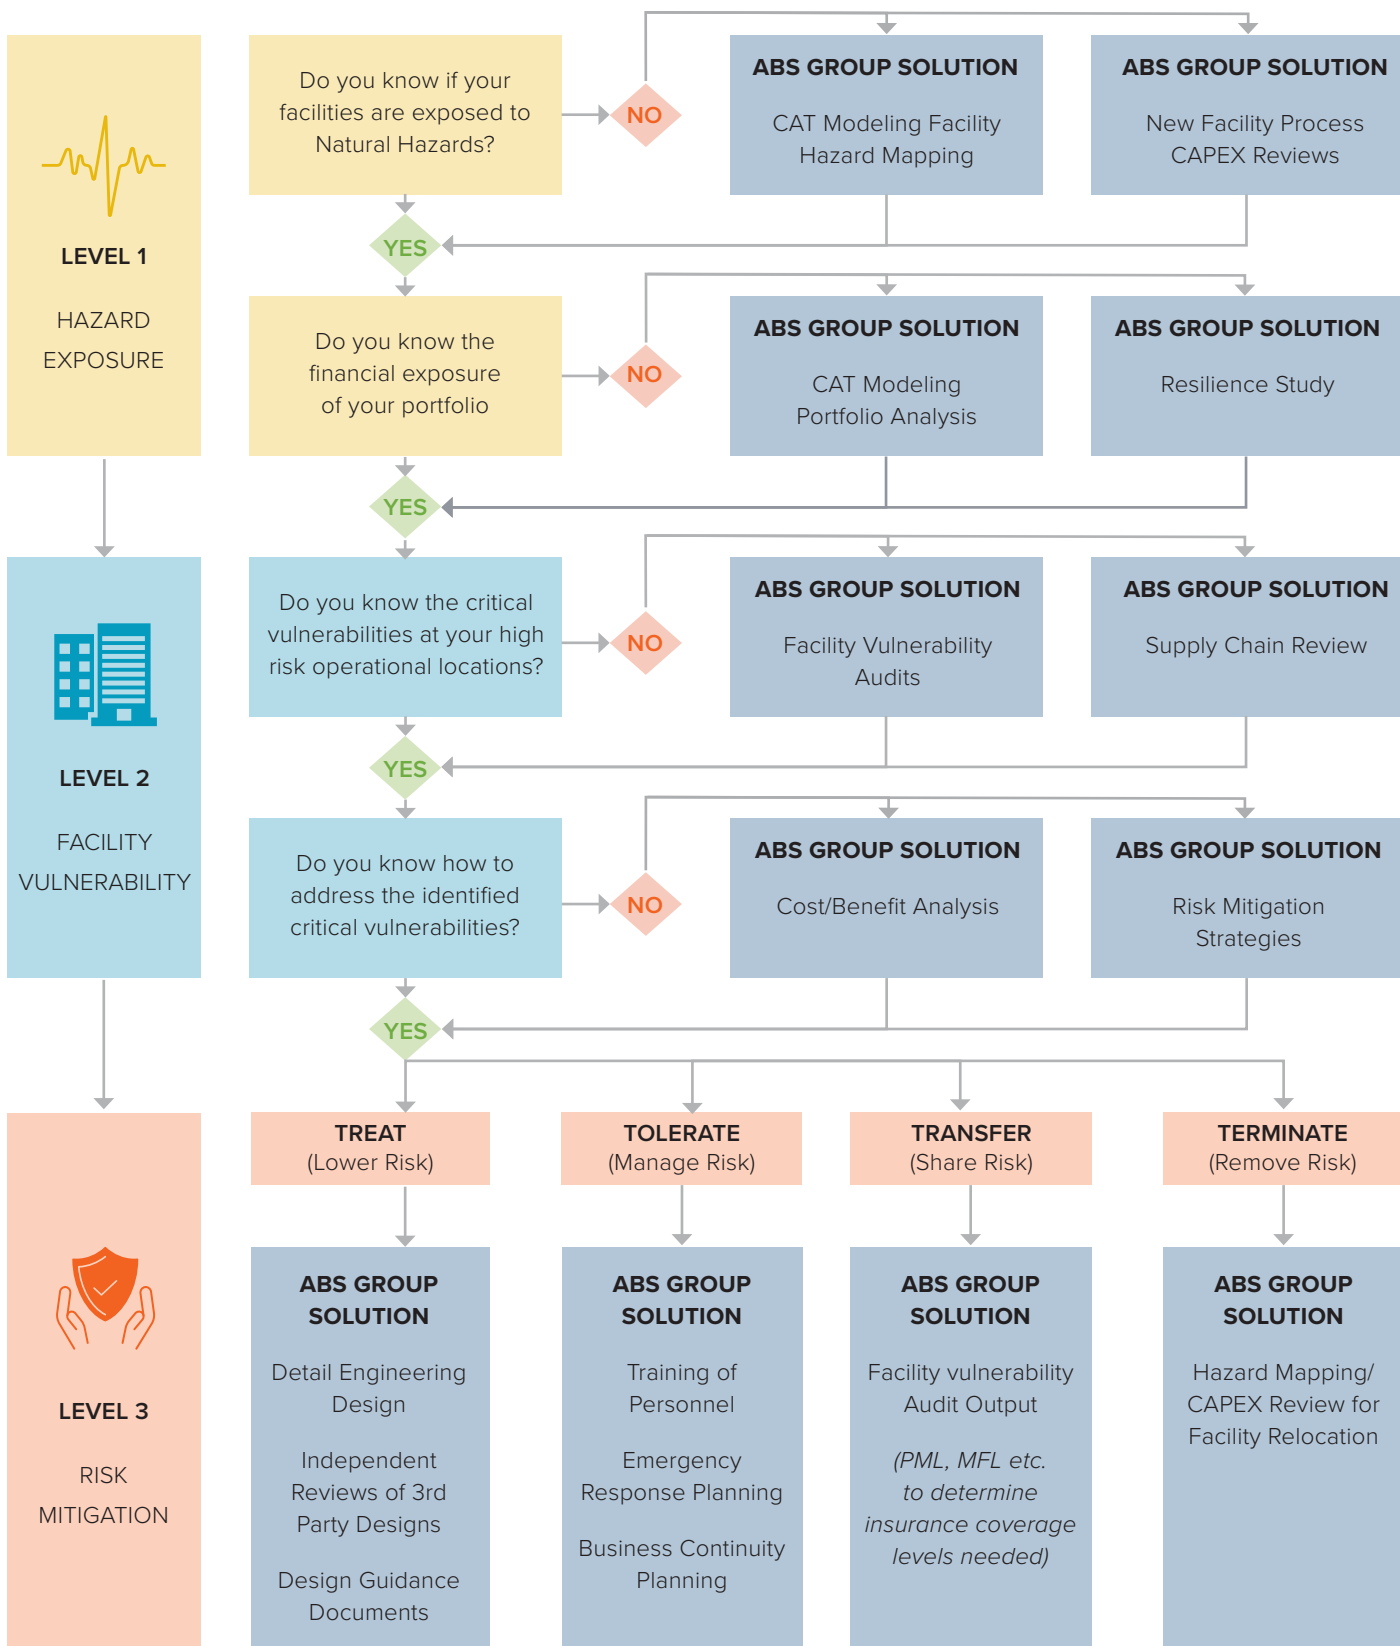 LEVEL 1
HAZARD
EXPOSURE
Do you know if your
facilities are exposed to
Natural Hazards?
NO
ABS GROUP SOLUTION
CAT Modeling Facility
Hazard Mapping
ABS GROUP SOLUTION
New Facility Process
CAPEX Reviews
YES
Do you know the
financial exposure
of your portfolio
NO
ABS GROUP SOLUTION
CAT Modeling
Portfolio Analysis
ABS GROUP SOLUTION
Resilience Study
YES
LEVEL 2
FACILITY
VULNERABILITY
Do you know the critical
vulnerabilities at your high
risk operational locations?
NO
ABS GROUP SOLUTION
Facility Vulnerability
Audits
ABS GROUP SOLUTION
Supply Chain Review
YES
Do you know how to
address the identified
critical vulnerabilities?
NO
ABS GROUP SOLUTION
Cost/Benefit Analysis
ABS GROUP SOLUTION
Risk Mitigation
Strategies
YES
LEVEL 3
RISK
MITIGATION
TREAT
(Lower Risk)
ABS GROUP
SOLUTION
Detail Engineering
Design
Independent
Reviews of 3rd
Party Designs
Design Guidance
Documents
TOLERATE
(Manage Risk)
ABS GROUP
SOLUTION
Training of
Personnel
Emergency
Response Planning
Business Continuity
Planning
TRANSFER
(Share Risk)
ABS GROUP
SOLUTION
Facility vulnerability
Audit Output
(PML, MFL etc.
to determine
insurance coverage
levels needed)
TERMINATE
(Remove Risk)
ABS GROUP
SOLUTION
Hazard Mapping/
CAPEX Review for
Facility Relocation